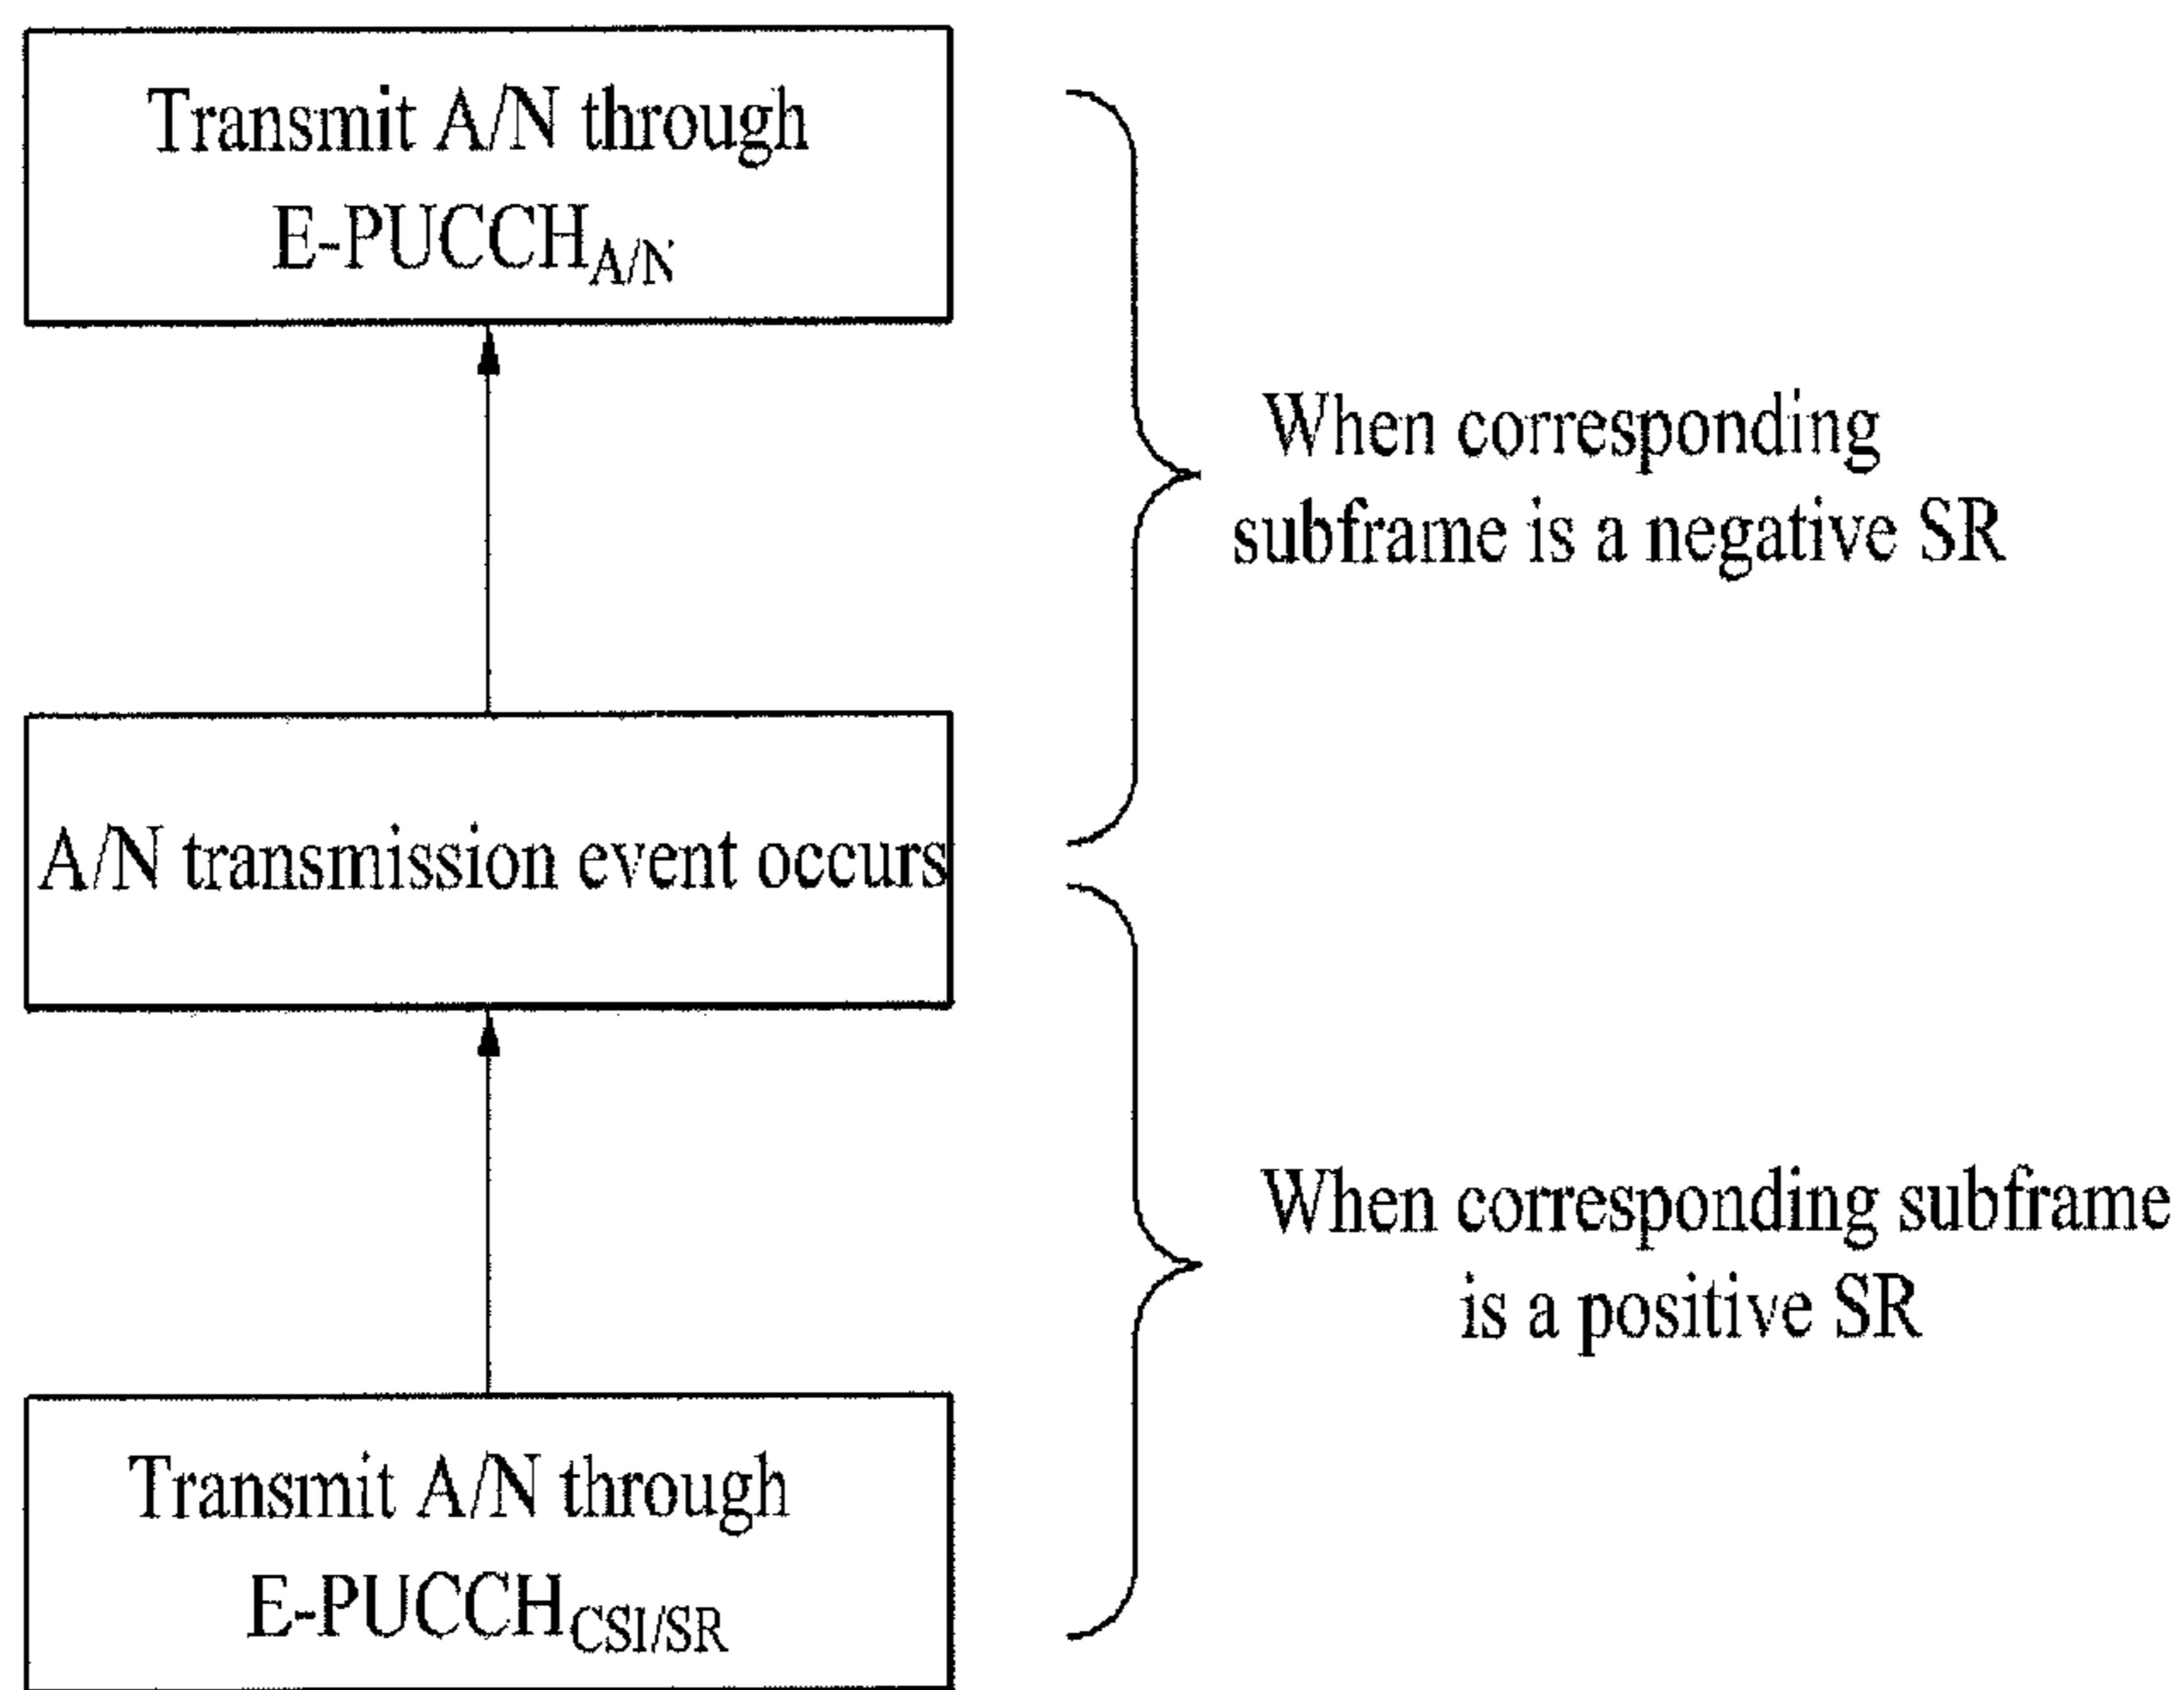 Transmit A/N through
E-PUCCH_A/N
When corresponding
subframe is a negative SR
A/N transmission event occurs
When corresponding subframe
is a positive SR
Transmit A/N through
E-PUCCH_CSI/SR